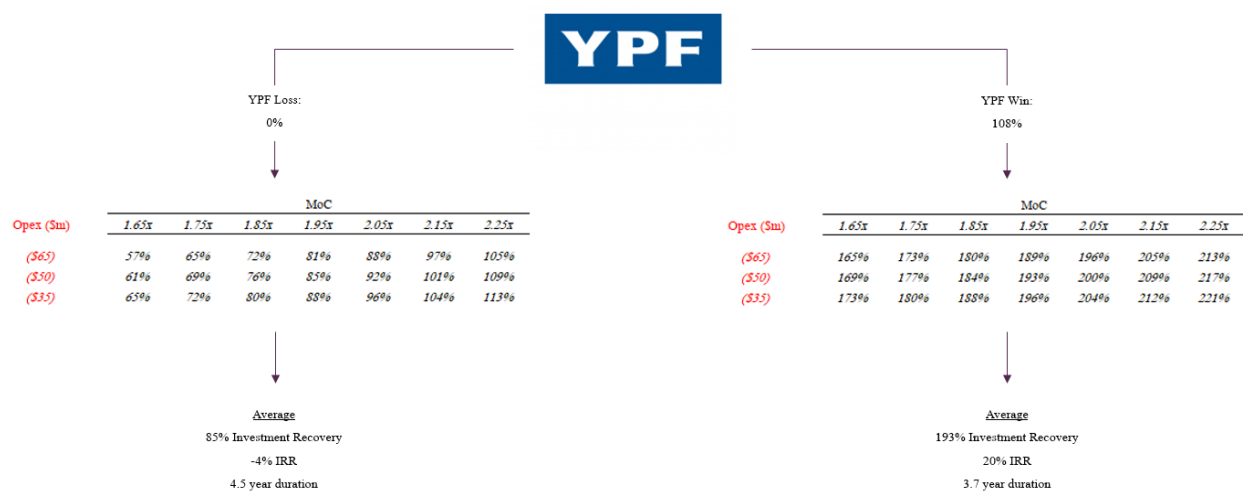 YPF
YPF Loss:
0%
MoC
Opex ($m) 1.65x 1.75x 1.85x 1.95x 2.05x 2.15x 2.25x
($65) 57% 65% 72% 81% 88% 97% 105%
($50) 61% 69% 76% 85% 92% 101% 109%
($35) 65% 72% 80% 88% 96% 104% 113%
Average
85% Investment Recovery
-4% IRR
4.5 year duration
YPF Win:
108%
MoC
Opex ($m) 1.65x 1.75x 1.85x 1.95x 2.05x 2.15x 2.25x
($65) 165% 173% 180% 189% 196% 205% 213%
($50) 169% 177% 184% 193% 200% 209% 217%
($35) 173% 180% 188% 196% 204% 212% 221%
Average
193% Investment Recovery
20% IRR
3.7 year duration